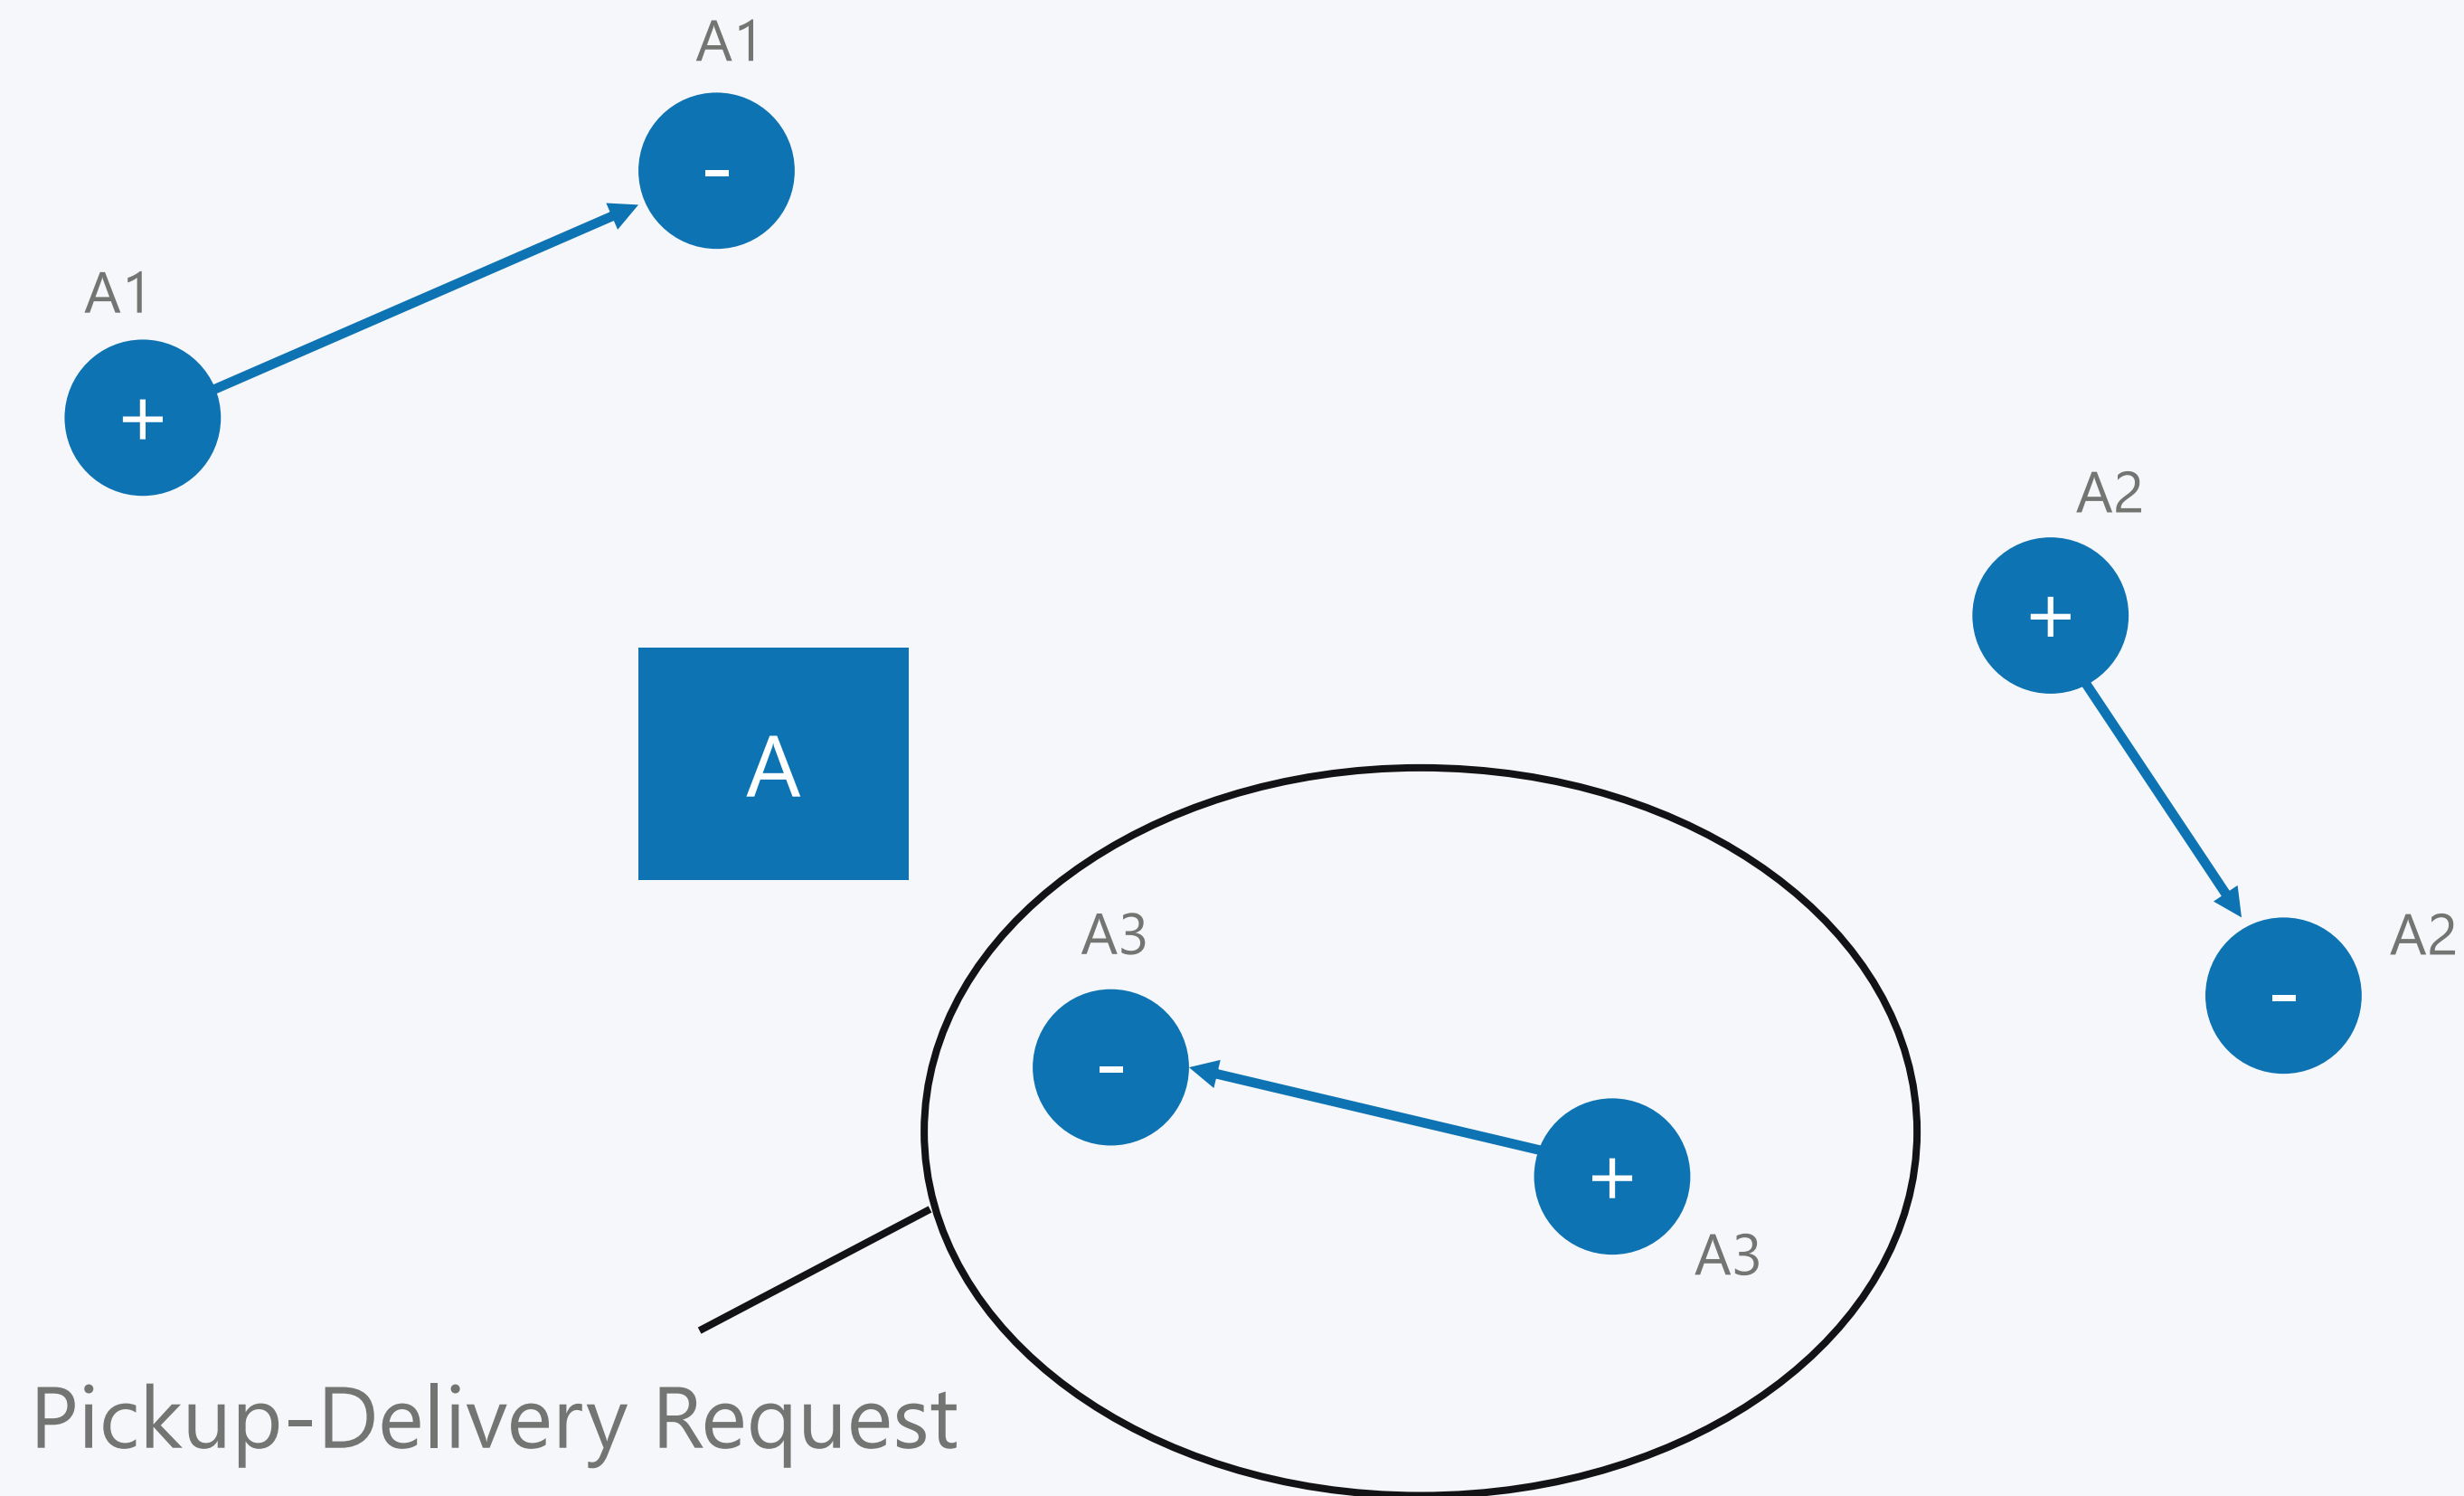 A1
-
A1
+
A2
+
A
A3
A2
-
-
+
A3
Pickup-Delivery Request